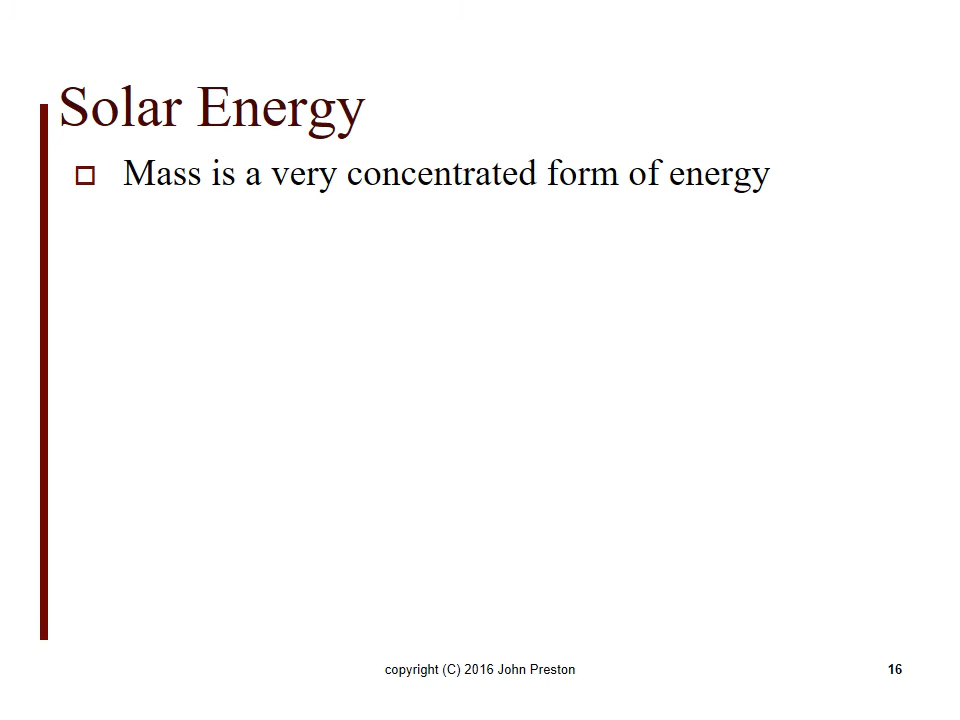 Solar Energy
Mass is a very concentrated form of energy
copyright (C) 2016 John Preston
16